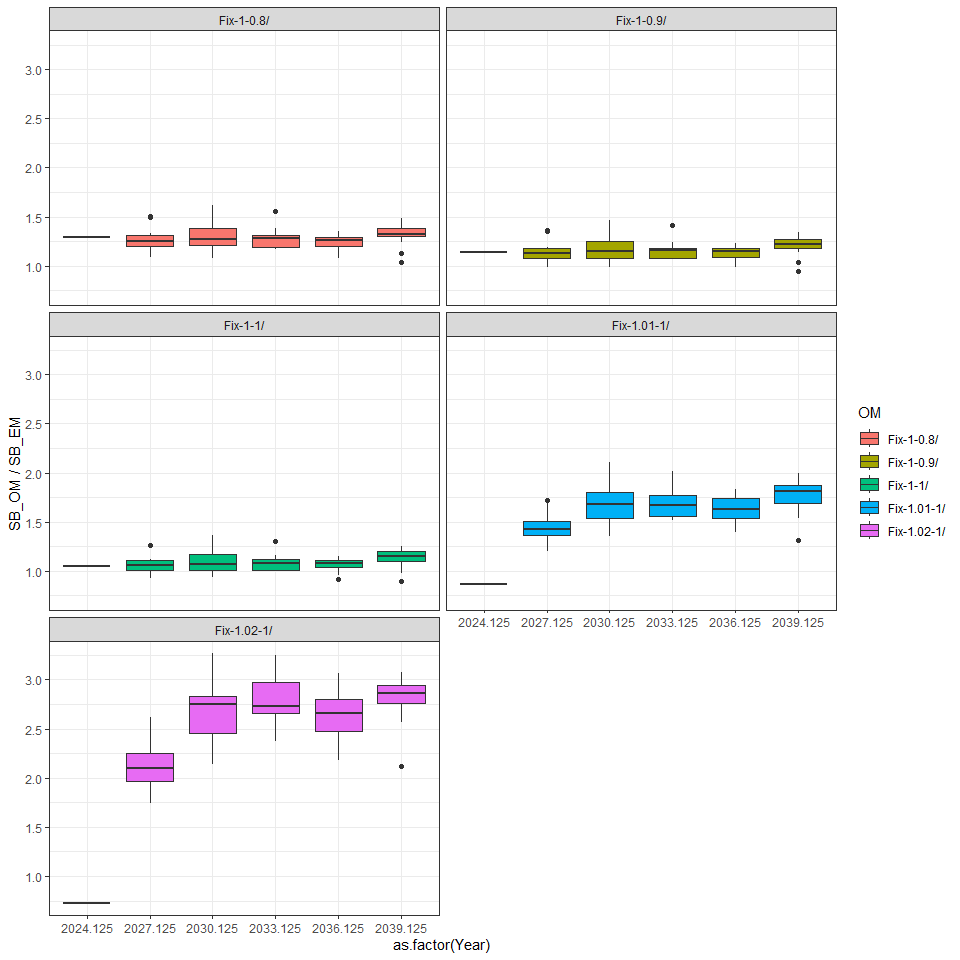 Fix-1-0.8/
Fix-1-0.9/
3.0
2.5
2.0
1.5
1.0
Fix-1-1/
Fix-1.01-1/
3.0
2.5
2.0
1.5
1.0
SB_OM / SB_EM
OM
Fix-1-0.8/
Fix-1-0.9/
Fix-1-1/
Fix-1.01-1/
Fix-1.02-1/
2024.125 2027.125 2030.125 2033.125 2036.125 2039.125
Fix-1.02-1/
3.0
2.5
2.0
1.5
1.0
2024.125 2027.125 2030.125 2033.125 2036.125 2039.125
as.factor(Year)